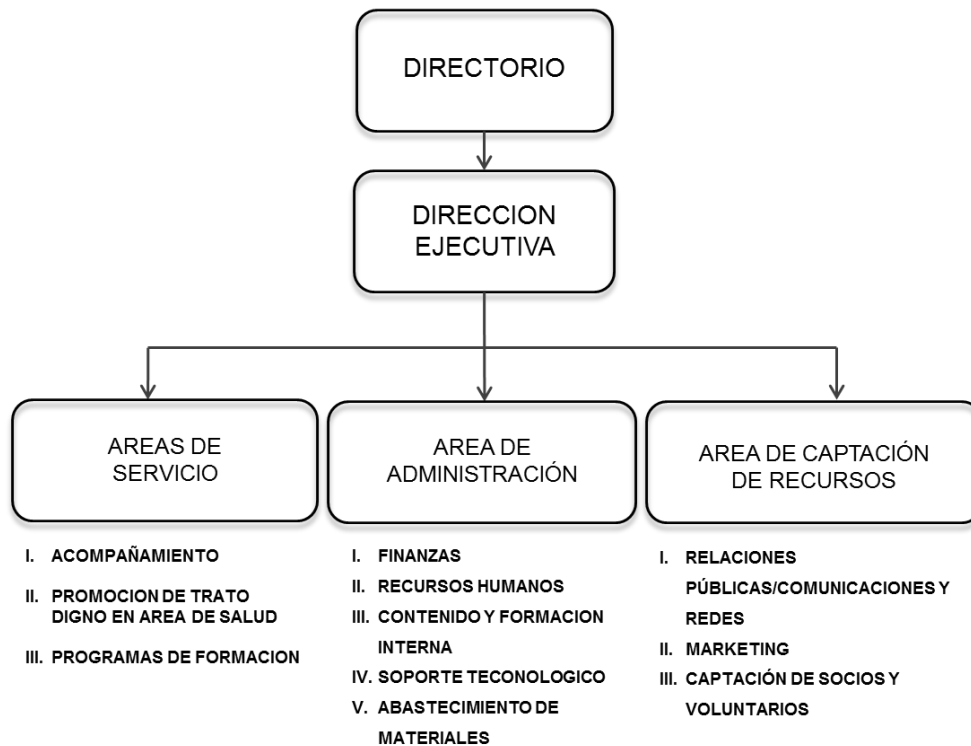 DIRECTORIO
DIRECCION
EJECUTIVA
AREAS DE
SERVICIO
I. ACOMPAÑAMIENTO
II. PROMOCION DE TRATO
DIGNO EN AREA DE SALUD
III. PROGRAMAS DE FORMACION
AREA DE
ADMINISTRACIÓN
I. FINANZAS
II. RECURSOS HUMANOS
III. CONTENIDO Y FORMACION
INTERNA
IV. SOPORTE TECONOLOGICO
V. ABASTECIMIENTO DE
MATERIALES
AREA DE CAPTACIÓN
DE RECURSOS
I. RELACIONES
PÚBLICAS/COMUNICACIONES Y
REDES
II. MARKETING
III. CAPTACIÓN DE SOCIOS Y
VOLUNTARIOS